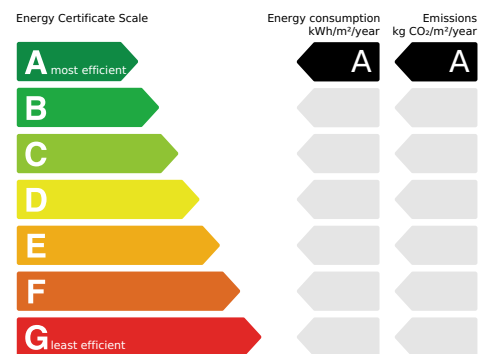 Energy Certificate Scale
Energy consumption
kWh/m²/year
Emissions
kg CO₂/m²/year
A most efficient
A
A
B
C
D
E
F
G least efficient